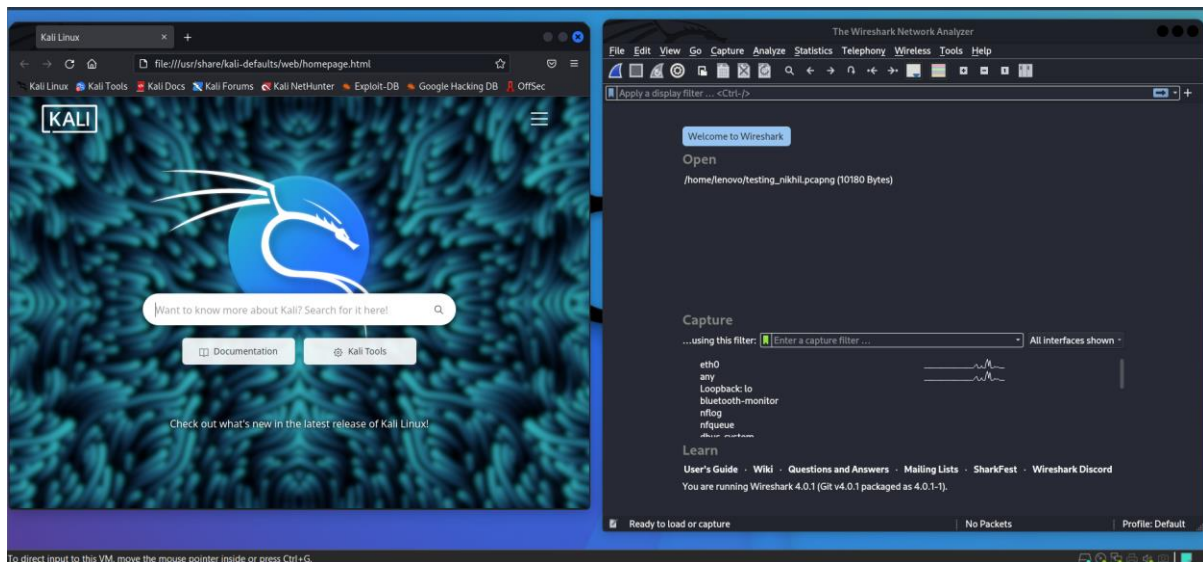 Kali Linux
file:///usr/share/kali-defaults/web/homepage.html
Kali Linux Kali Tools Kali Docs Kali Forums Kali NetHunter Exploit-DB Google Hacking DB OffSec
KALI
Want to know more about Kali? Search for it here!
Documentation Kali Tools
Check out what's new in the latest release of Kali Linux!
The Wireshark Network Analyzer
File Edit View Go Capture Analyze Statistics Telephony Wireless Tools Help
Apply a display filter ... <Ctrl-/>
Welcome to Wireshark
Open
/home/lenovo/testing_nikhil.pcapng (10180 Bytes)
Capture
...using this filter: Enter a capture filter ... All interfaces shown
eth0
any
Loopback: lo
bluetooth-monitor
nflog
nfqueue
dbus-system
Learn
User's Guide · Wiki · Questions and Answers · Mailing Lists · SharkFest · Wireshark Discord
You are running Wireshark 4.0.1 (Git v4.0.1 packaged as 4.0.1-1).
Ready to load or capture No Packets Profile: Default
To direct input to this VM, move the mouse pointer inside or press Ctrl+G.